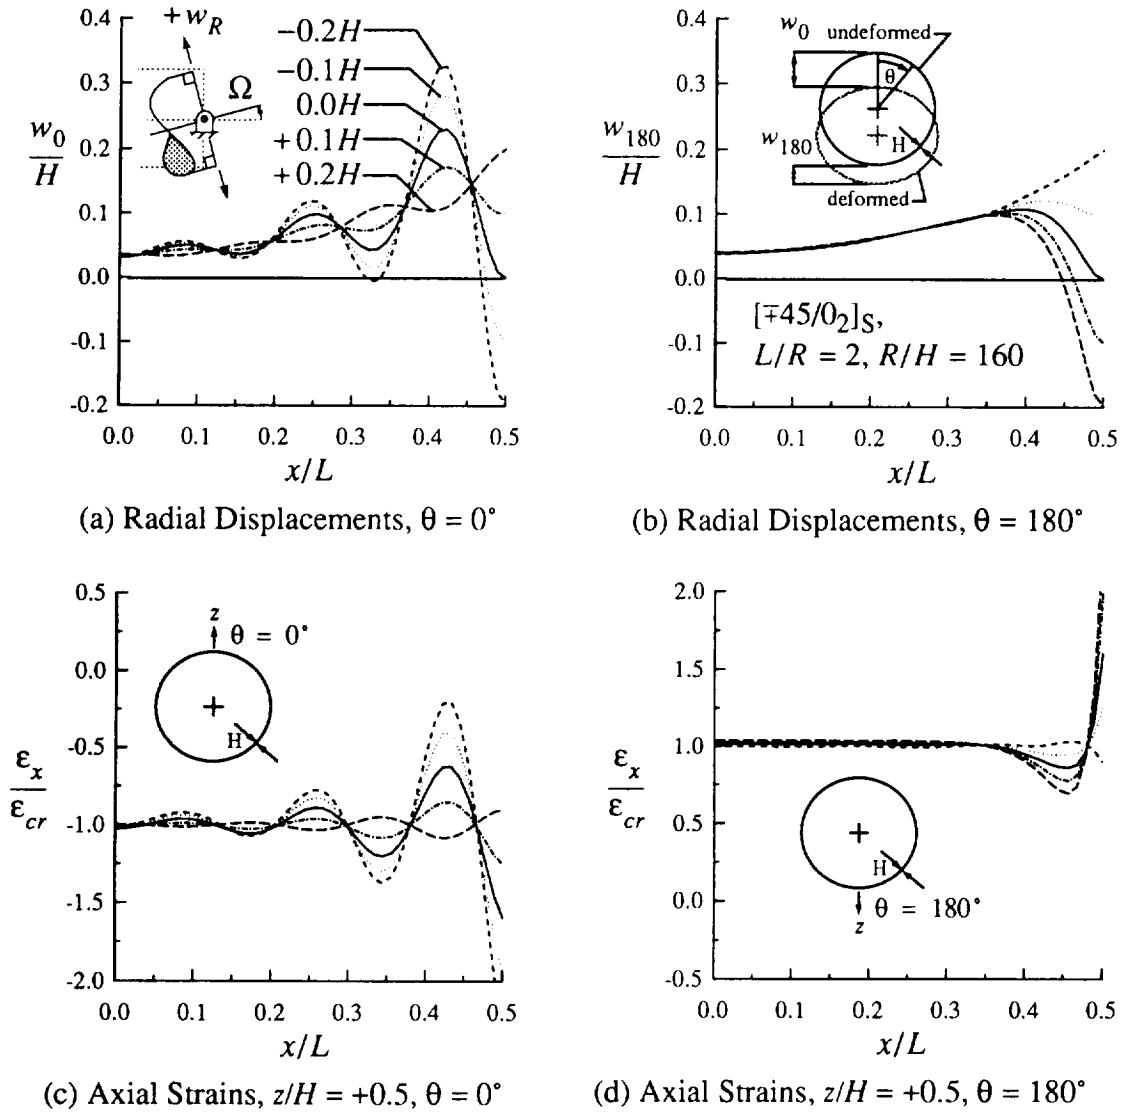 +w_R
Ω
−0.2H
−0.1H
0.0H
+0.1H
+0.2H
w_0/H
0.4
0.3
0.2
0.1
0.0
-0.1
-0.2
0.0 0.1 0.2 0.3 0.4 0.5
x/L
(a) Radial Displacements, θ = 0°
w_0
undeformed
θ
w_180
H
deformed
w_180/H
0.4
0.3
0.2
0.1
0.0
-0.1
-0.2
[∓45/0_2]_S,
L/R = 2, R/H = 160
0.0 0.1 0.2 0.3 0.4 0.5
x/L
(b) Radial Displacements, θ = 180°
z
θ = 0°
H
ε_x/ε_cr
0.5
0.0
-0.5
-1.0
-1.5
-2.0
0.0 0.1 0.2 0.3 0.4 0.5
x/L
(c) Axial Strains, z/H = +0.5, θ = 0°
ε_x/ε_cr
2.0
1.5
1.0
0.5
0.0
-0.5
H
z
θ = 180°
0.0 0.1 0.2 0.3 0.4 0.5
x/L
(d) Axial Strains, z/H = +0.5, θ = 180°